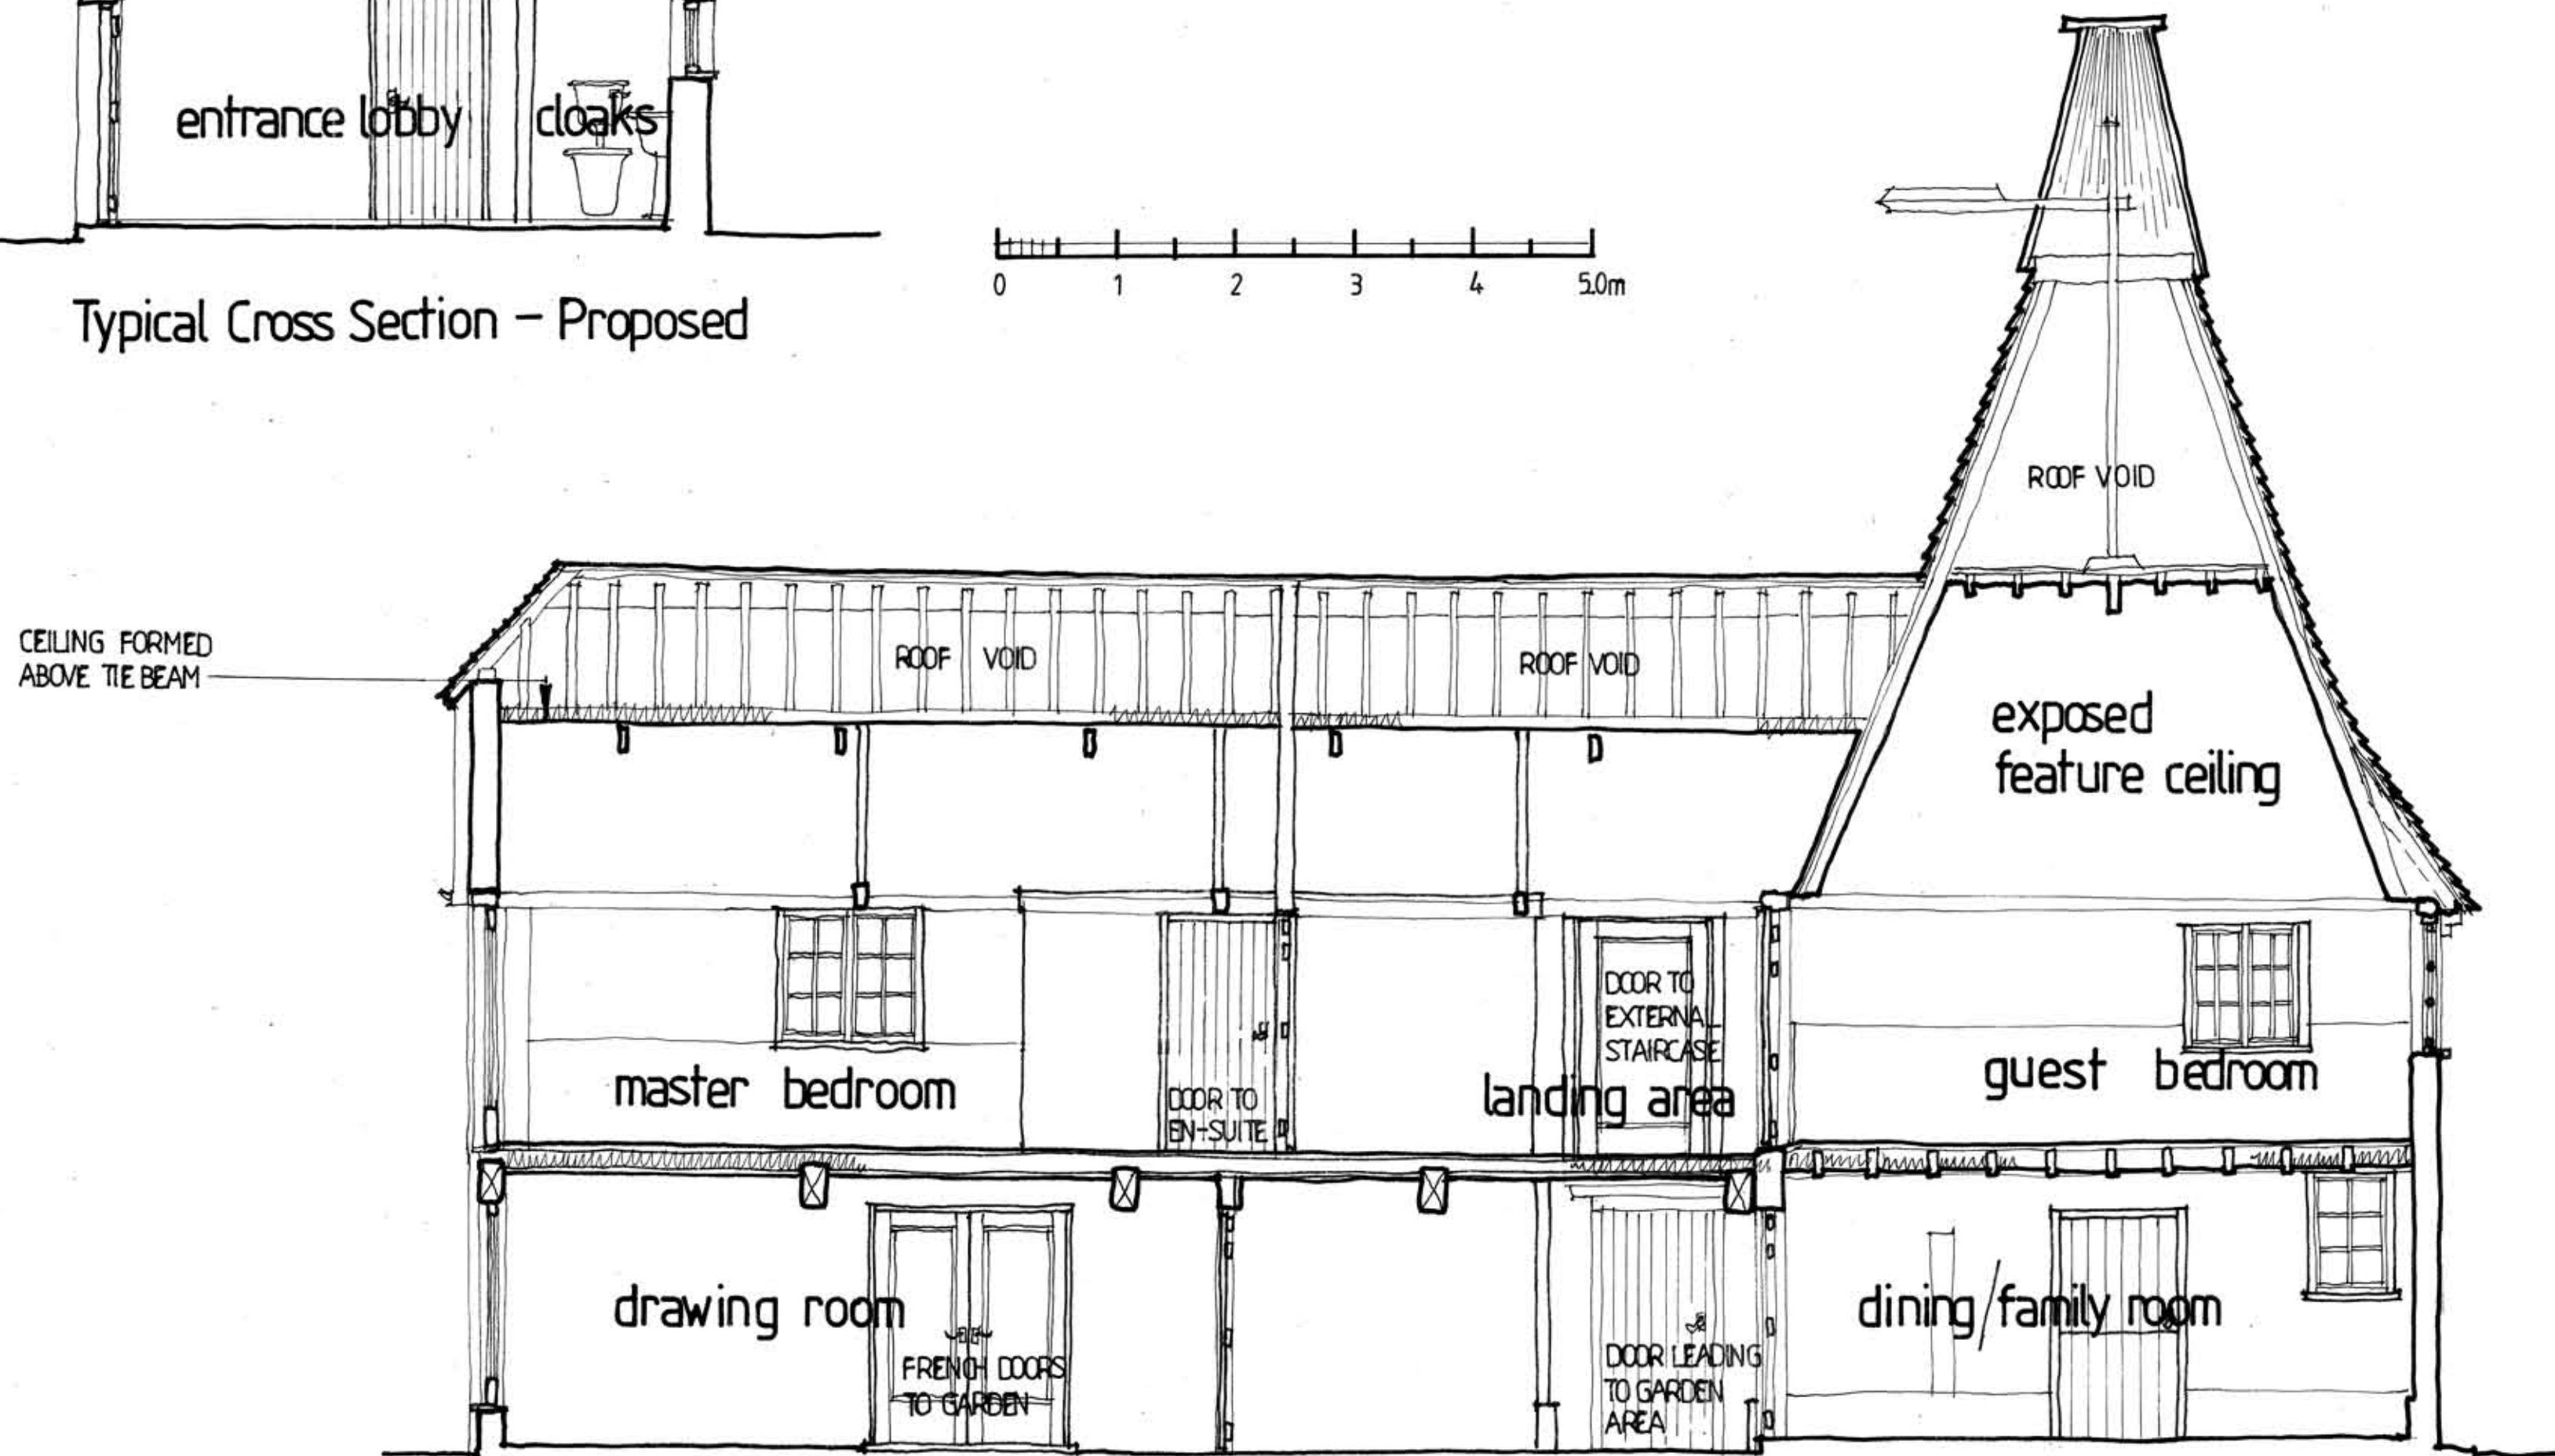 entrance lobby
cloaks
0 1 2 3 4 5.0m
Typical Cross Section - Proposed
ROOF VOID
CEILING FORMED
ABOVE TIE BEAM
ROOF VOID
ROOF VOID
exposed
feature ceiling
master bedroom
DOOR TO
EN-SUITE
DOOR TO
EXTERNAL
STAIRCASE
landing area
guest bedroom
drawing room
FRENCH DOORS
TO GARDEN
DOOR LEADING
TO GARDEN
AREA
dining/family room